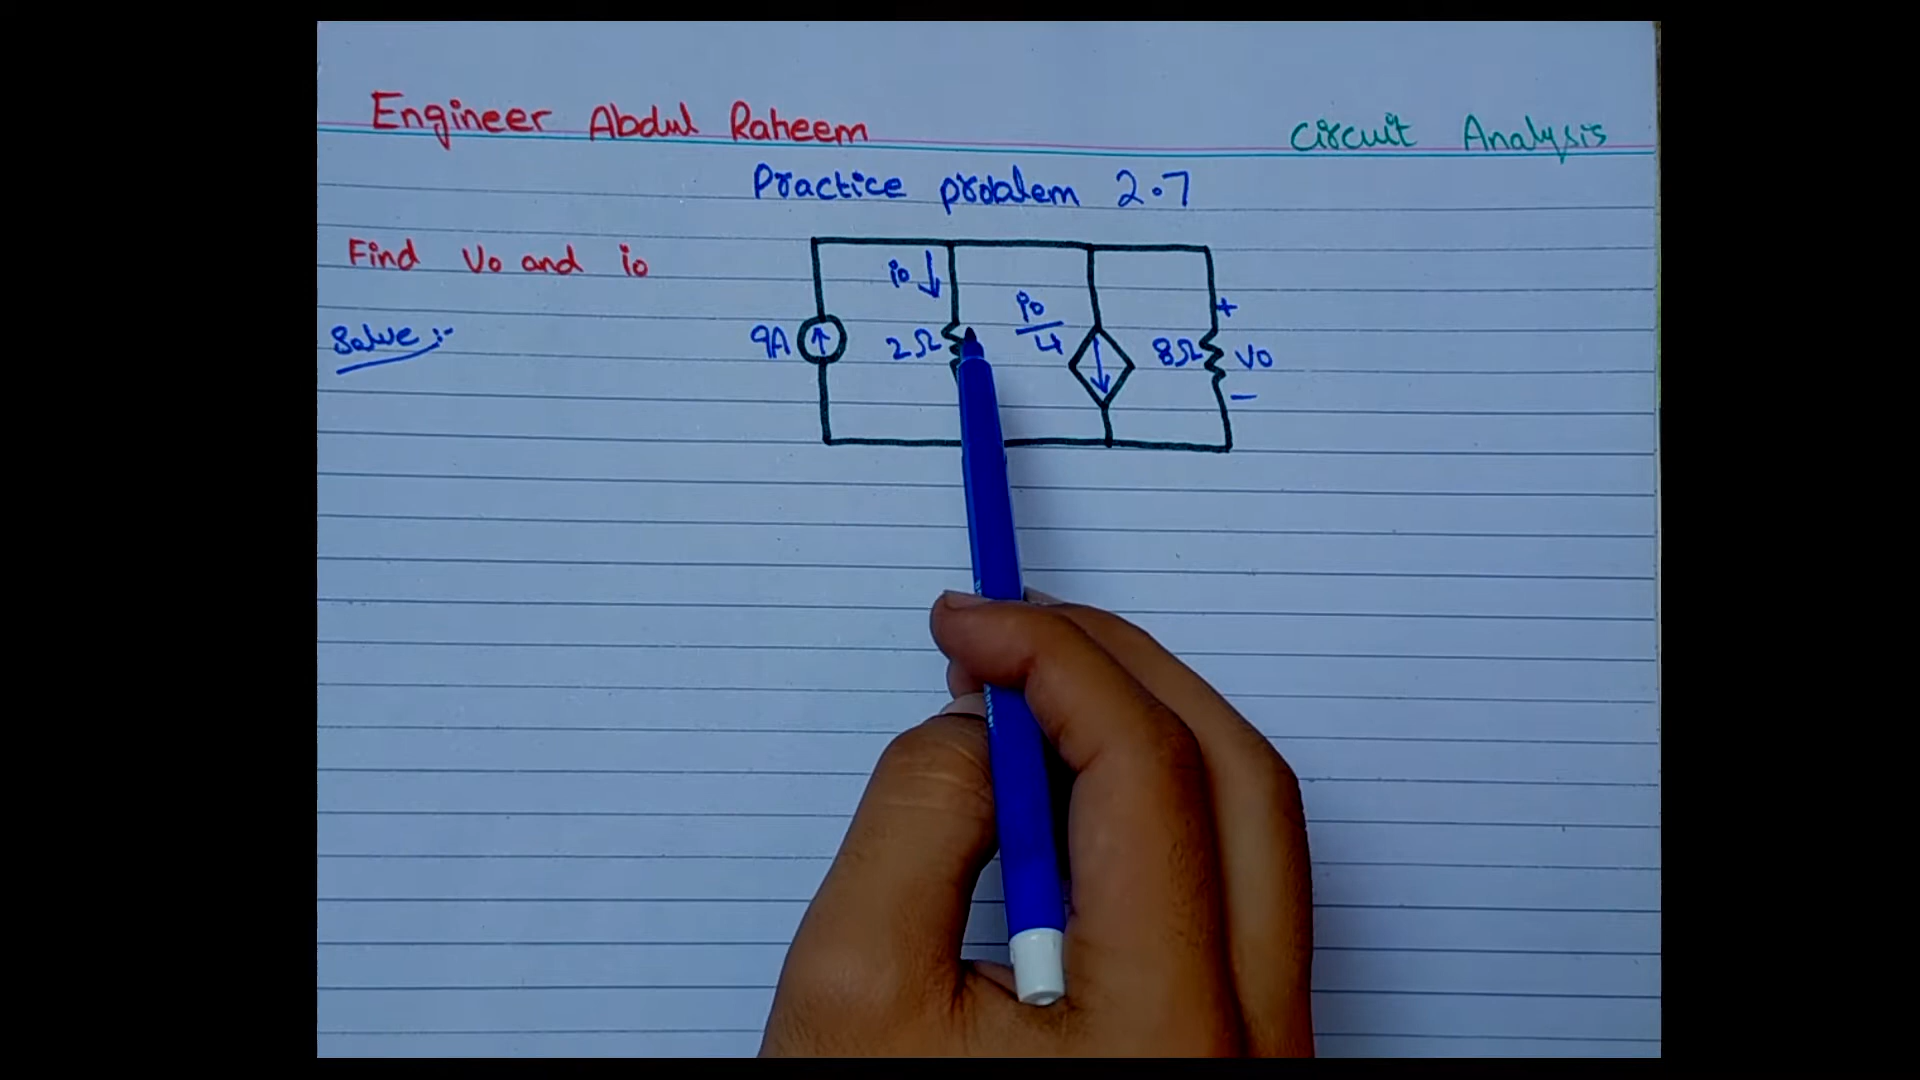 Engineer Abdul Raheem
Circuit Analysis
Practice problem 2.7
Find Vo and io
Solve:-
io
9A
2Ω
io
4
8Ω
+
Vo
-